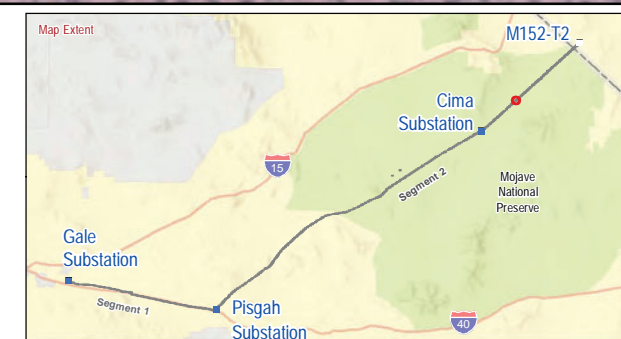 Map Extent
M152-T2
Cima
Substation
15
Segment 2
Mojave
National
Preserve
Gale
Substation
Segment 1
Pisgah
Substation
40